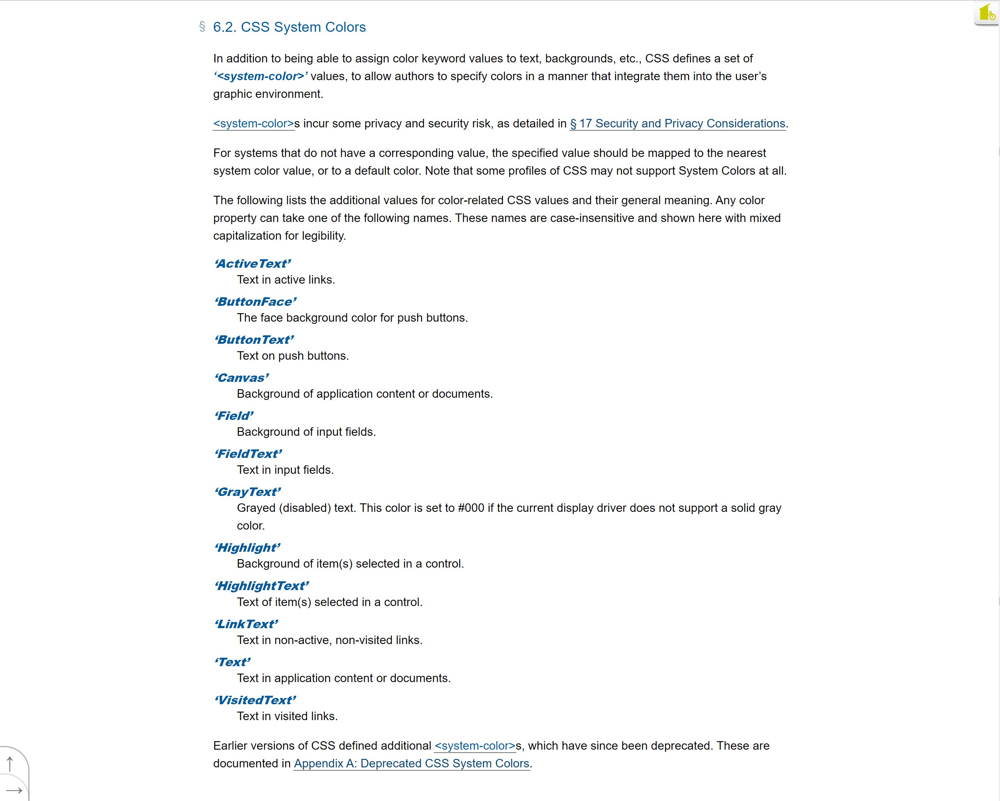 § 6.2. CSS System Colors
In addition to being able to assign color keyword values to text, backgrounds, etc., CSS defines a set of
‘<system-color>’ values, to allow authors to specify colors in a manner that integrate them into the user’s
graphic environment.
<system-color>s incur some privacy and security risk, as detailed in § 17 Security and Privacy Considerations.
For systems that do not have a corresponding value, the specified value should be mapped to the nearest
system color value, or to a default color. Note that some profiles of CSS may not support System Colors at all.
The following lists the additional values for color-related CSS values and their general meaning. Any color
property can take one of the following names. These names are case-insensitive and shown here with mixed
capitalization for legibility.
‘ActiveText’
Text in active links.
‘ButtonFace’
The face background color for push buttons.
‘ButtonText’
Text on push buttons.
‘Canvas’
Background of application content or documents.
‘Field’
Background of input fields.
‘FieldText’
Text in input fields.
‘GrayText’
Grayed (disabled) text. This color is set to #000 if the current display driver does not support a solid gray
color.
‘Highlight’
Background of item(s) selected in a control.
‘HighlightText’
Text of item(s) selected in a control.
‘LinkText’
Text in non-active, non-visited links.
‘Text’
Text in application content or documents.
‘VisitedText’
Text in visited links.
Earlier versions of CSS defined additional <system-color>s, which have since been deprecated. These are
documented in Appendix A: Deprecated CSS System Colors.